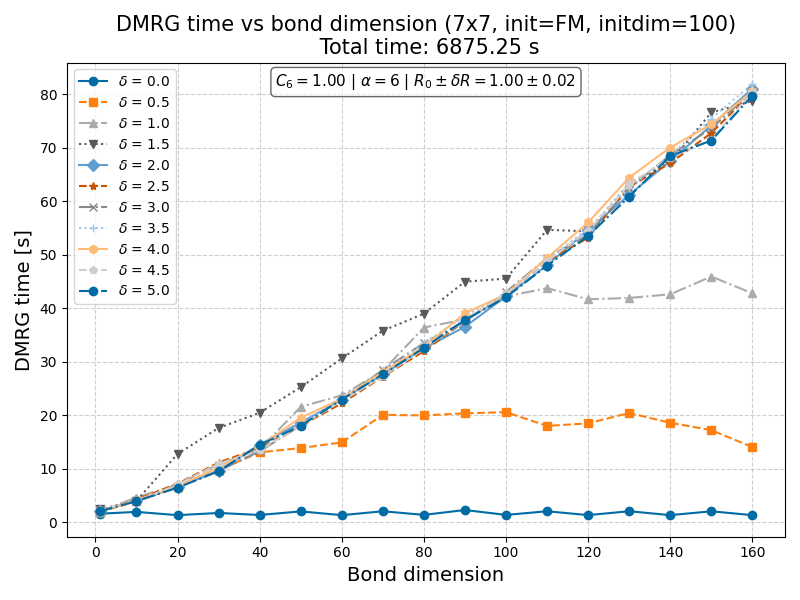 DMRG time vs bond dimension (7x7, init=FM, initdim=100)
Total time: 6875.25 s
C₆ = 1.00 | α = 6 | R₀ ± δR = 1.00 ± 0.02
δ = 0.0
δ = 0.5
δ = 1.0
δ = 1.5
δ = 2.0
δ = 2.5
δ = 3.0
δ = 3.5
δ = 4.0
δ = 4.5
δ = 5.0
DMRG time [s]
80
70
60
50
40
30
20
10
0
0 20 40 60 80 100 120 140 160
Bond dimension